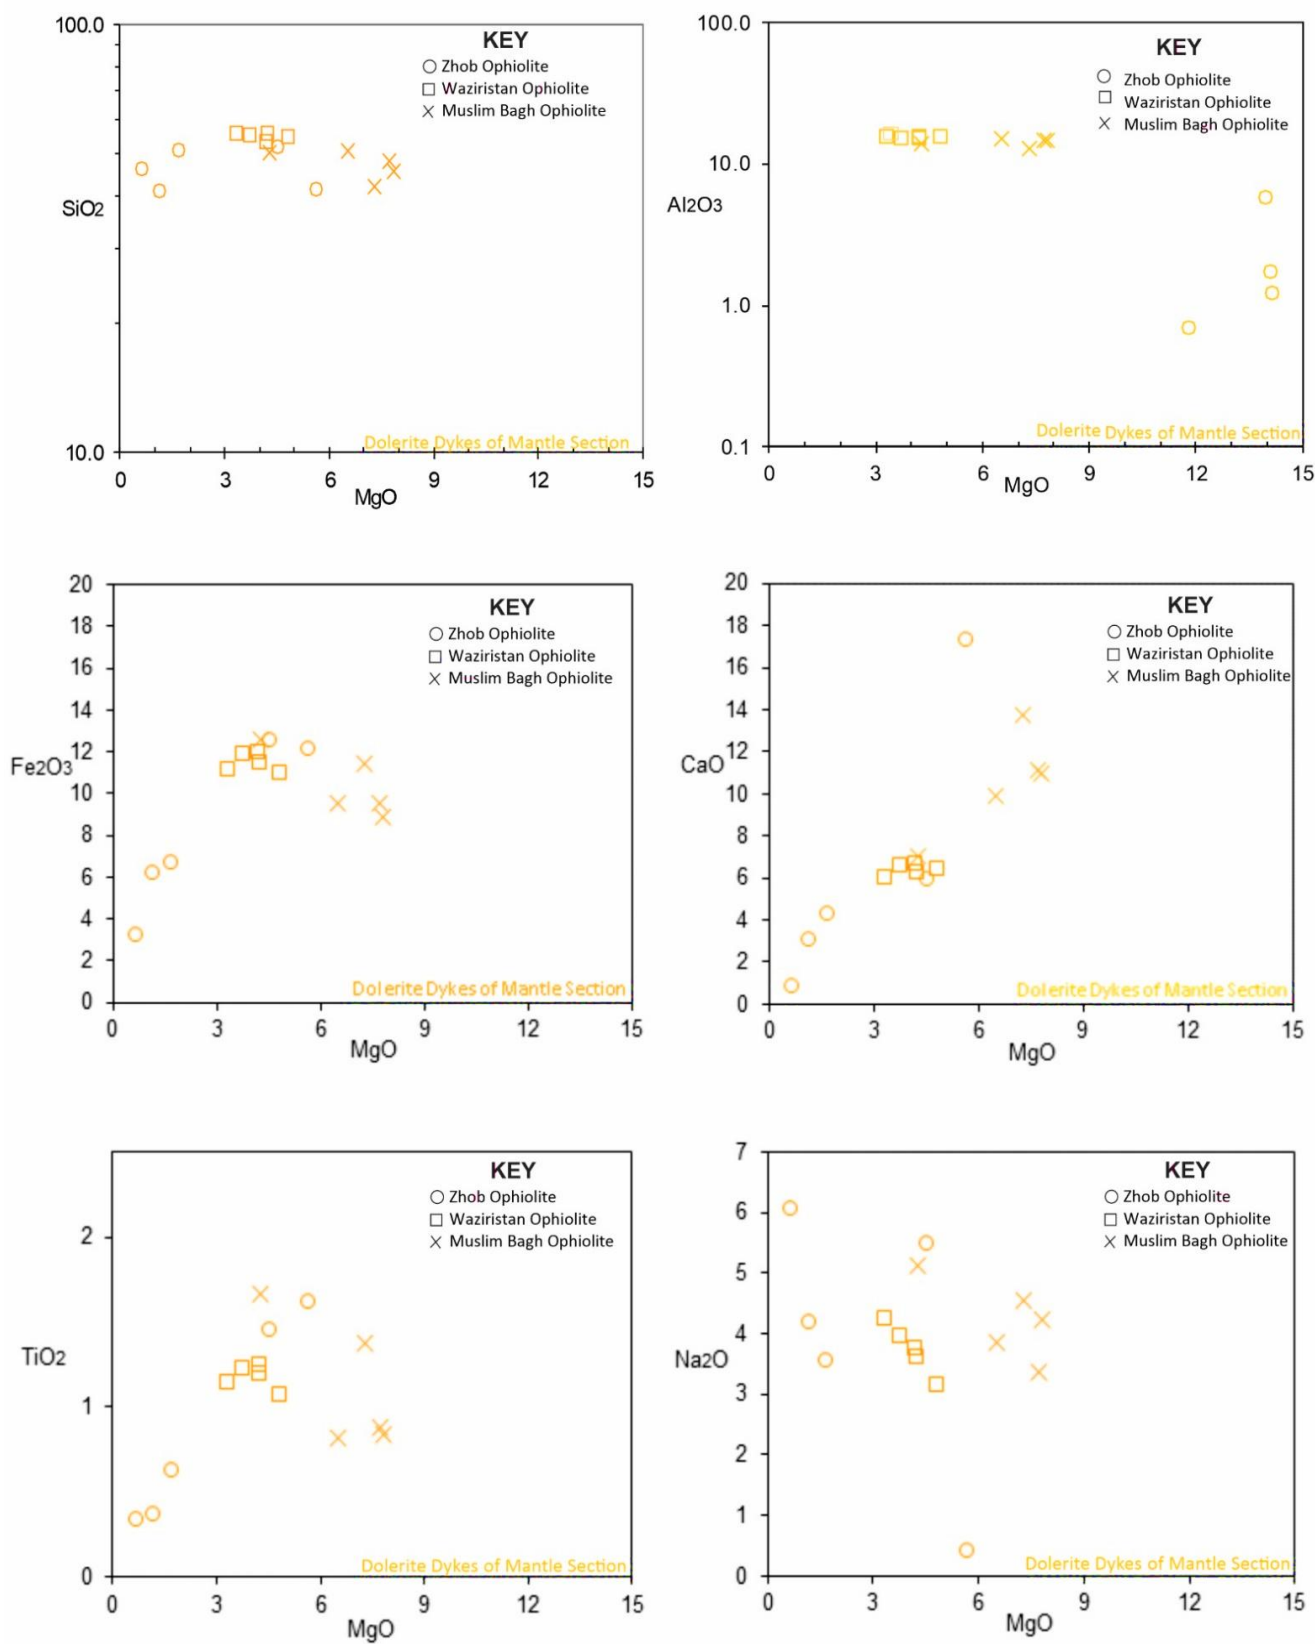 100.0
KEY
Zhob Ophiolite
Waziristan Ophiolite
Muslim Bagh Ophiolite
SiO2
Dolerite Dykes of Mantle Section
10.0
0 3 6 9 12 15
MgO
100.0
KEY
Zhob Ophiolite
Waziristan Ophiolite
Muslim Bagh Ophiolite
10.0
Al2O3
1.0
Dolerite Dykes of Mantle Section
0.1
0 3 6 9 12 15
MgO
20
KEY
18
Zhob Ophiolite
Waziristan Ophiolite
16
Muslim Bagh Ophiolite
14
12
Fe2O3
10
8
6
4
2
Dolerite Dykes of Mantle Section
0
0 3 6 9 12 15
MgO
20
KEY
18
Zhob Ophiolite
Waziristan Ophiolite
16
Muslim Bagh Ophiolite
14
12
CaO
10
8
6
4
2
Dolerite Dykes of Mantle Section
0
0 3 6 9 12 15
MgO
KEY
Zhob Ophiolite
Waziristan Ophiolite
2
Muslim Bagh Ophiolite
TiO2
1
Dolerite Dykes of Mantle Section
0
0 3 6 9 12 15
MgO
7
KEY
Zhob Ophiolite
6
Waziristan Ophiolite
Muslim Bagh Ophiolite
5
4
Na2O
3
2
1
Dolerite Dykes of Mantle Section
0
0 3 6 9 12 15
MgO